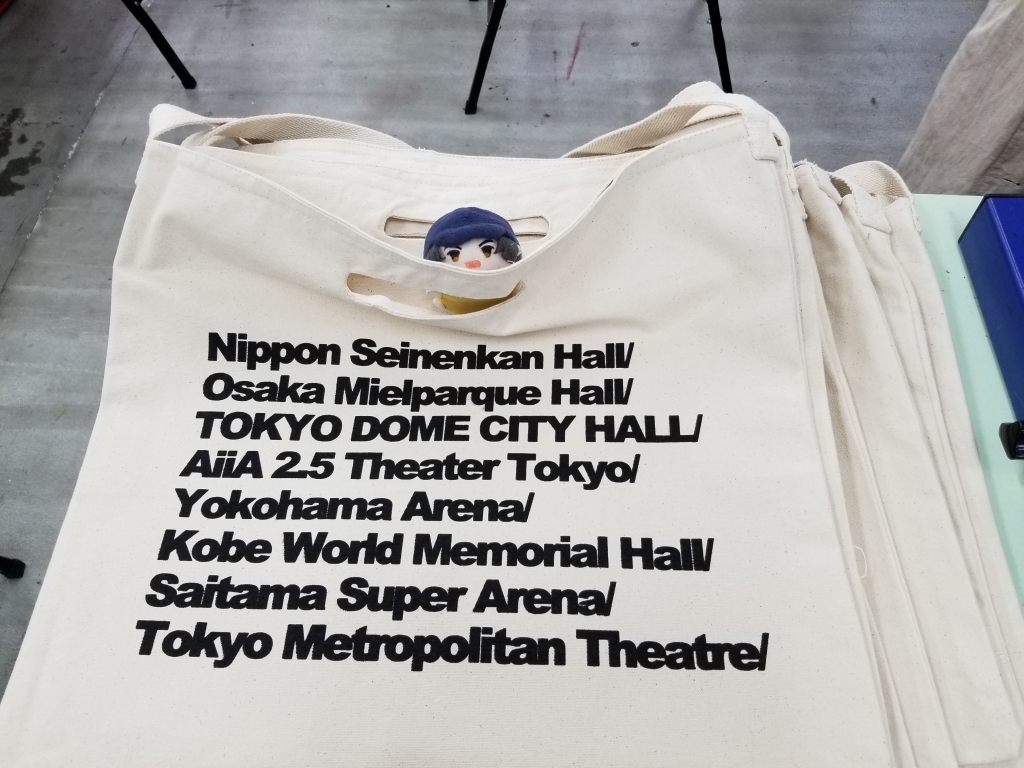 Nippon Seinenkan Hall/
Osaka Mielparque Hall/
TOKYO DOME CITY HALL/
AiiA 2.5 Theater Tokyo/
Yokohama Arena/
Kobe World Memorial Hall/
Saitama Super Arena/
Tokyo Metropolitan Theatre/